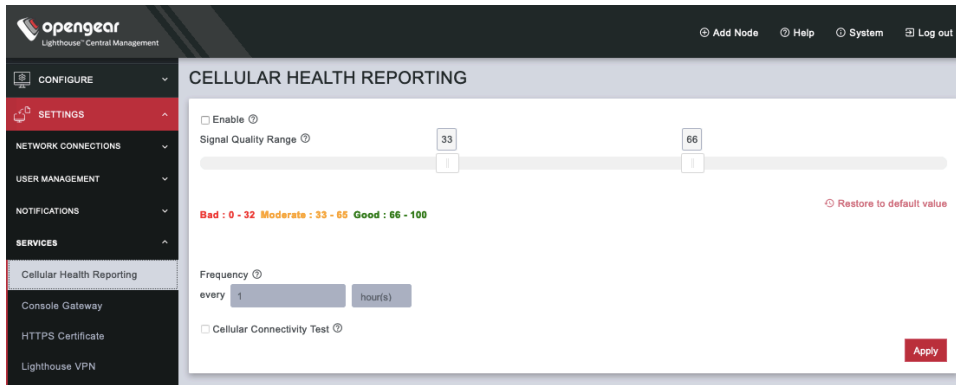 opengear
Lighthouse™ Central Management
Add Node Help System Log out
CONFIGURE
SETTINGS
NETWORK CONNECTIONS
USER MANAGEMENT
NOTIFICATIONS
SERVICES
Cellular Health Reporting
Console Gateway
HTTPS Certificate
Lighthouse VPN
CELLULAR HEALTH REPORTING
Enable
Signal Quality Range
33 66
Restore to default value
Bad : 0 - 32 Moderate : 33 - 65 Good : 66 - 100
Frequency
every 1 hour(s)
Cellular Connectivity Test
Apply